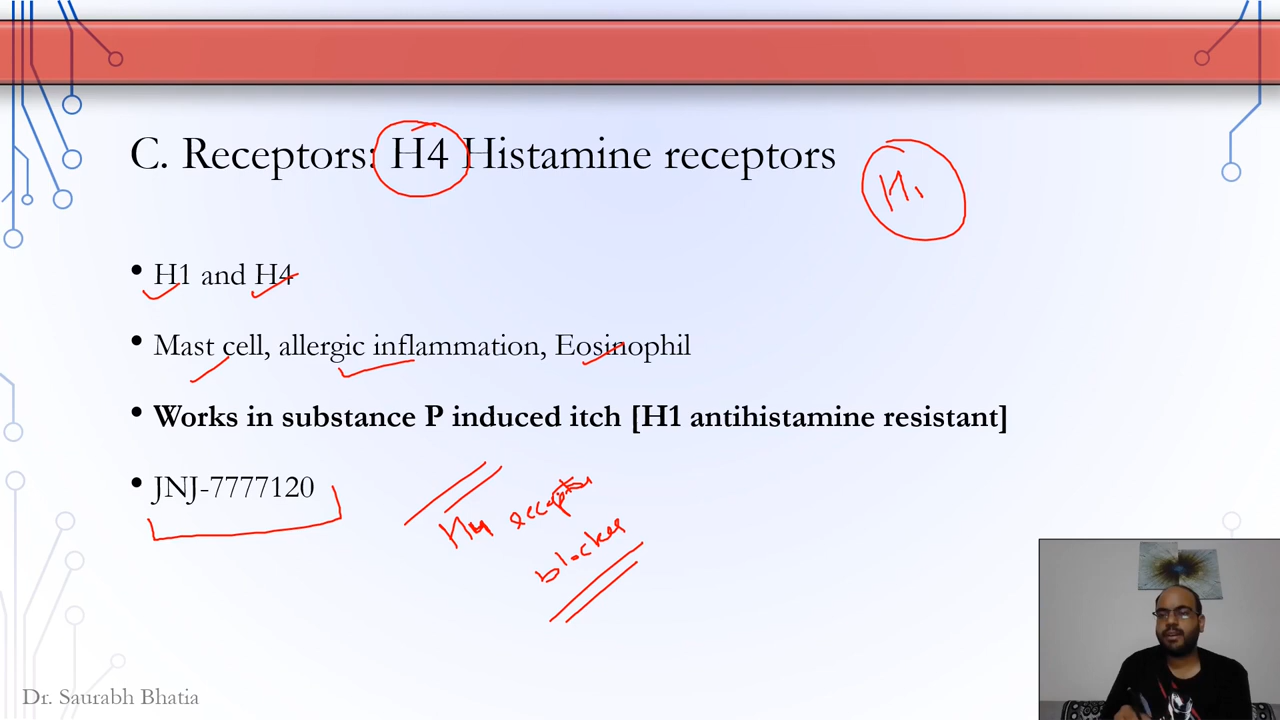 C. Receptors: H4 Histamine receptors
H1
• H1 and H4
• Mast cell, allergic inflammation, Eosinophil
• Works in substance P induced itch [H1 antihistamine resistant]
• JNJ-7777120
H4 receptor
blocker
Dr. Saurabh Bhatia